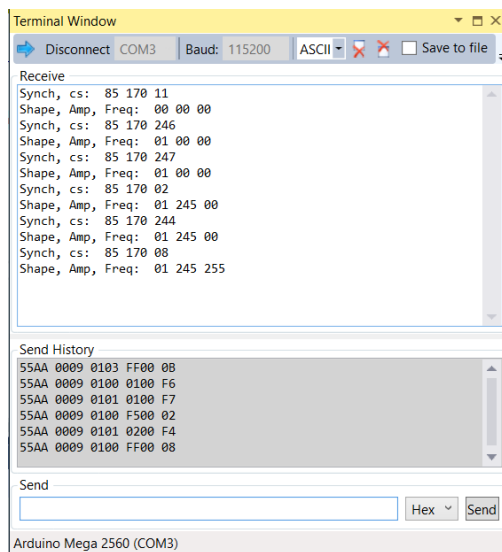 Terminal Window
Disconnect COM3 Baud: 115200 ASCII Save to file
Receive
Synch, cs: 85 170 11
Shape, Amp, Freq: 00 00 00
Synch, cs: 85 170 246
Shape, Amp, Freq: 01 00 00
Synch, cs: 85 170 247
Shape, Amp, Freq: 01 00 00
Synch, cs: 85 170 02
Shape, Amp, Freq: 01 245 00
Synch, cs: 85 170 244
Shape, Amp, Freq: 01 245 00
Synch, cs: 85 170 08
Shape, Amp, Freq: 01 245 255
Send History
55AA 0009 0103 FF00 0B
55AA 0009 0100 0100 F6
55AA 0009 0101 0100 F7
55AA 0009 0100 F500 02
55AA 0009 0101 0200 F4
55AA 0009 0100 FF00 08
Send
Hex Send
Arduino Mega 2560 (COM3)